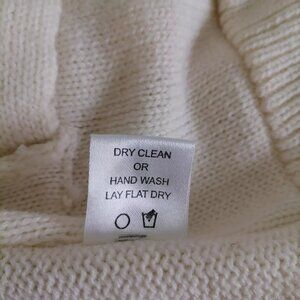 DRY CLEAN
OR
HAND WASH
LAY FLAT DRY